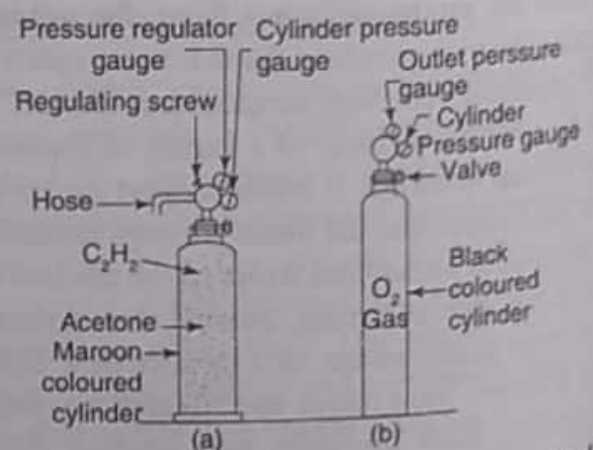 Pressure regulator
gauge
Cylinder pressure
gauge
Regulating screw
Hose
C₂H₂
Acetone
Maroon
coloured
cylinder
(a)
Outlet perssure
gauge
Cylinder
Pressure gauge
Valve
O₂
Gas
Black
coloured
cylinder
(b)